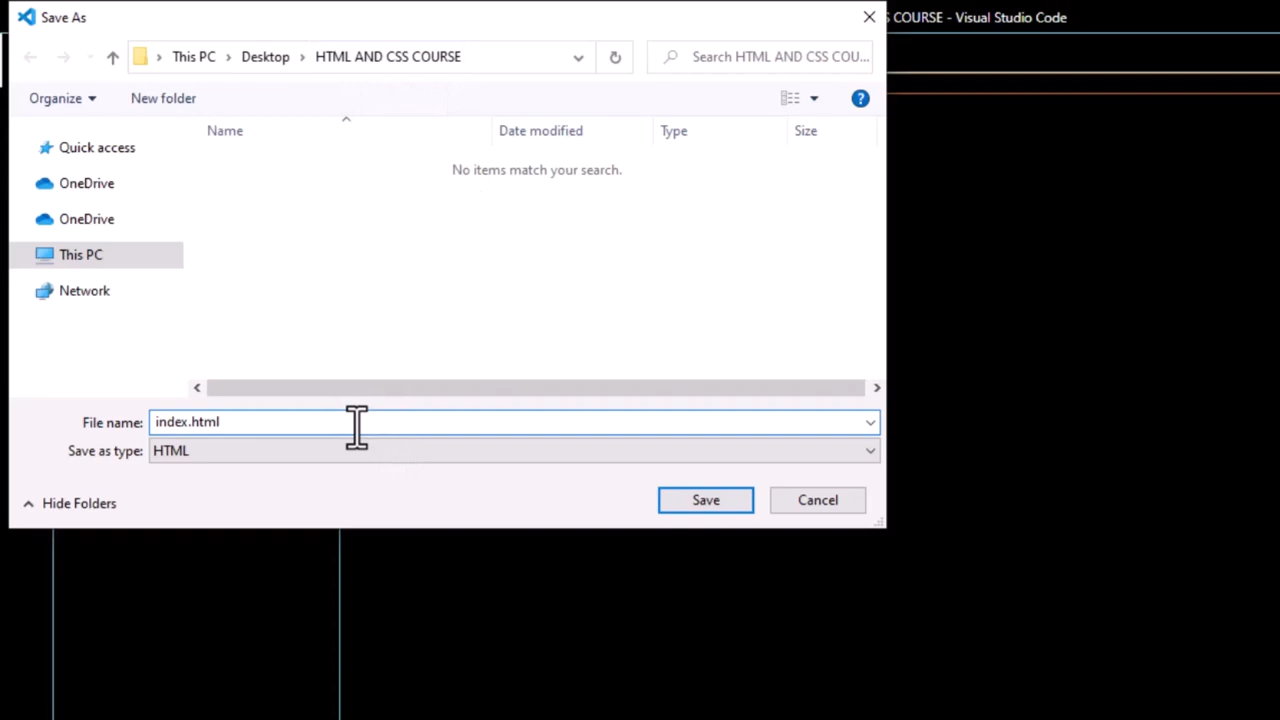 Save As
S COURSE - Visual Studio Code
This PC > Desktop > HTML AND CSS COURSE
Search HTML AND CSS COU...
Organize
New folder
Name
Date modified
Type
Size
No items match your search.
Quick access
OneDrive
OneDrive
This PC
Network
File name: index.html
Save as type: HTML
Hide Folders
Save
Cancel